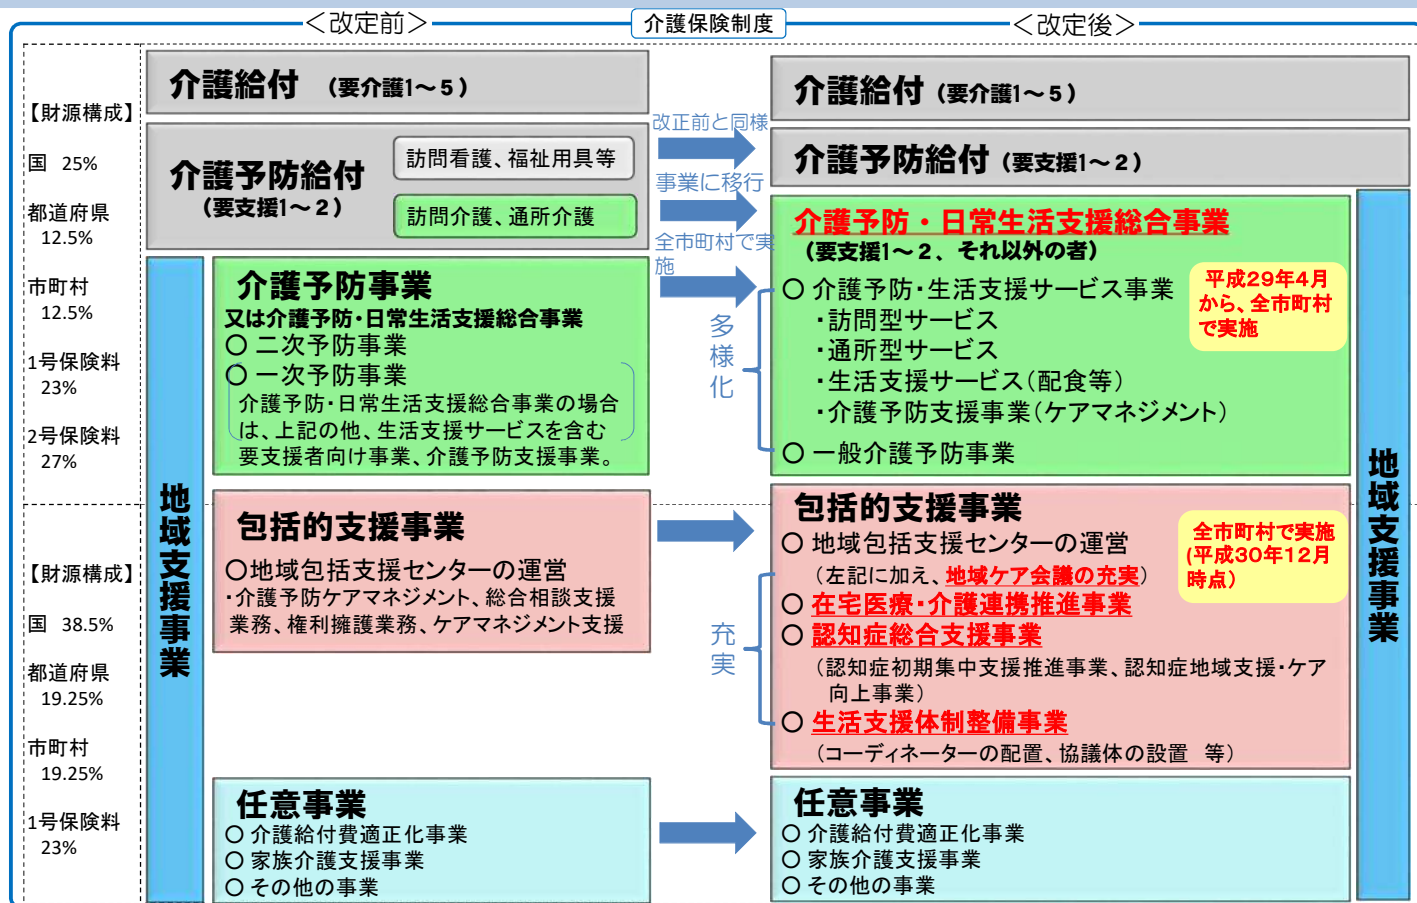 ＜改定前＞
介護保険制度
＜改定後＞
【財源構成】
国 25%
都道府県
12.5%
市町村
12.5%
1号保険料
23%
2号保険料
27%
【財源構成】
国 38.5%
都道府県
19.25%
市町村
19.25%
1号保険料
23%
介護給付 （要介護1～5）
介護予防給付
（要支援1～2）
訪問看護、福祉用具等
訪問介護、通所介護
地域支援事業
介護予防事業
又は介護予防・日常生活支援総合事業
○ 二次予防事業
○ 一次予防事業
介護予防・日常生活支援総合事業の場合
は、上記の他、生活支援サービスを含む
要支援者向け事業、介護予防支援事業。
包括的支援事業
○地域包括支援センターの運営
・介護予防ケアマネジメント、総合相談支援
業務、権利擁護業務、ケアマネジメント支援
任意事業
○ 介護給付費適正化事業
○ 家族介護支援事業
○ その他の事業
改正前と同様
事業に移行
全市町村で実
施
多様化
充実
介護給付 （要介護1～5）
介護予防給付 （要支援1～2）
介護予防・日常生活支援総合事業
（要支援1～2、それ以外の者）
○ 介護予防・生活支援サービス事業
・訪問型サービス
・通所型サービス
・生活支援サービス（配食等）
・介護予防支援事業（ケアマネジメント）
○ 一般介護予防事業
平成29年4月
から、全市町村
で実施
包括的支援事業
○ 地域包括支援センターの運営
（左記に加え、地域ケア会議の充実）
○ 在宅医療・介護連携推進事業
○ 認知症総合支援事業
（認知症初期集中支援推進事業、認知症地域支援・ケア
向上事業）
○ 生活支援体制整備事業
（コーディネーターの配置、協議体の設置 等）
全市町村で実施
(平成30年12月
時点）
任意事業
○ 介護給付費適正化事業
○ 家族介護支援事業
○ その他の事業
地域支援事業